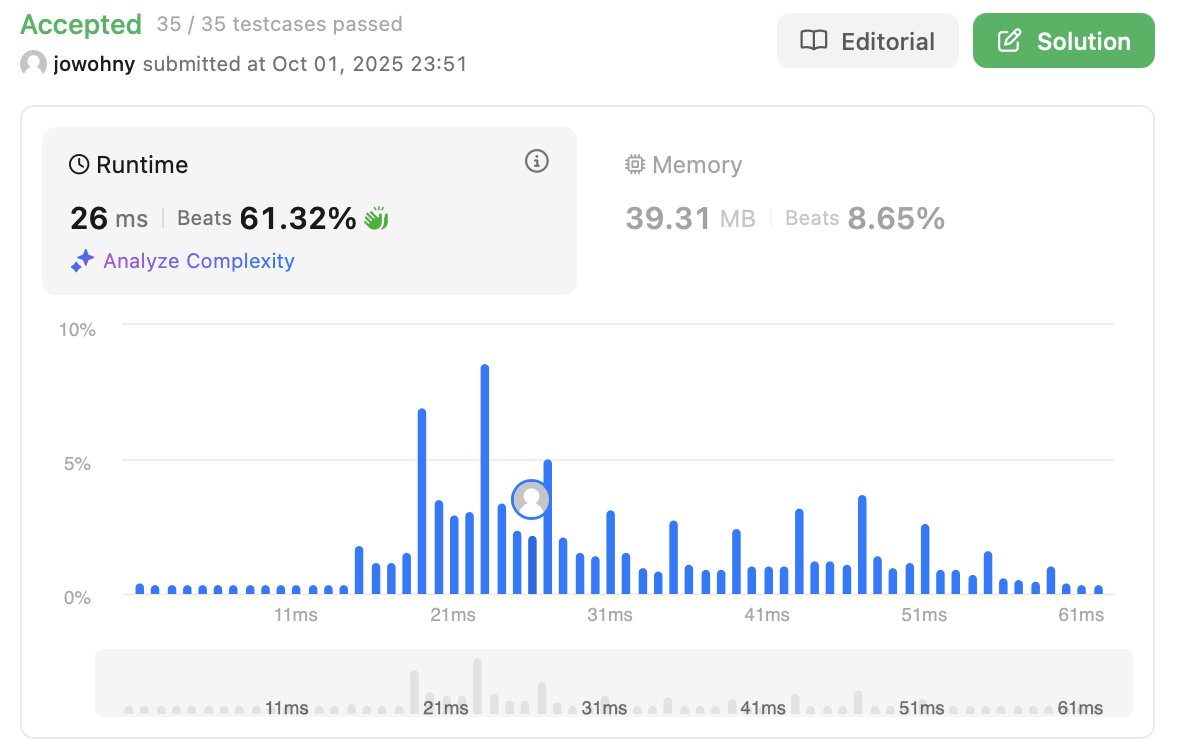 Accepted 35 / 35 testcases passed
jowohny submitted at Oct 01, 2025 23:51
Editorial
Solution
Runtime
26 ms Beats 61.32%
Analyze Complexity
Memory
39.31 MB Beats 8.65%
10%
5%
0%
11ms 21ms 31ms 41ms 51ms 61ms
11ms 21ms 31ms 41ms 51ms 61ms